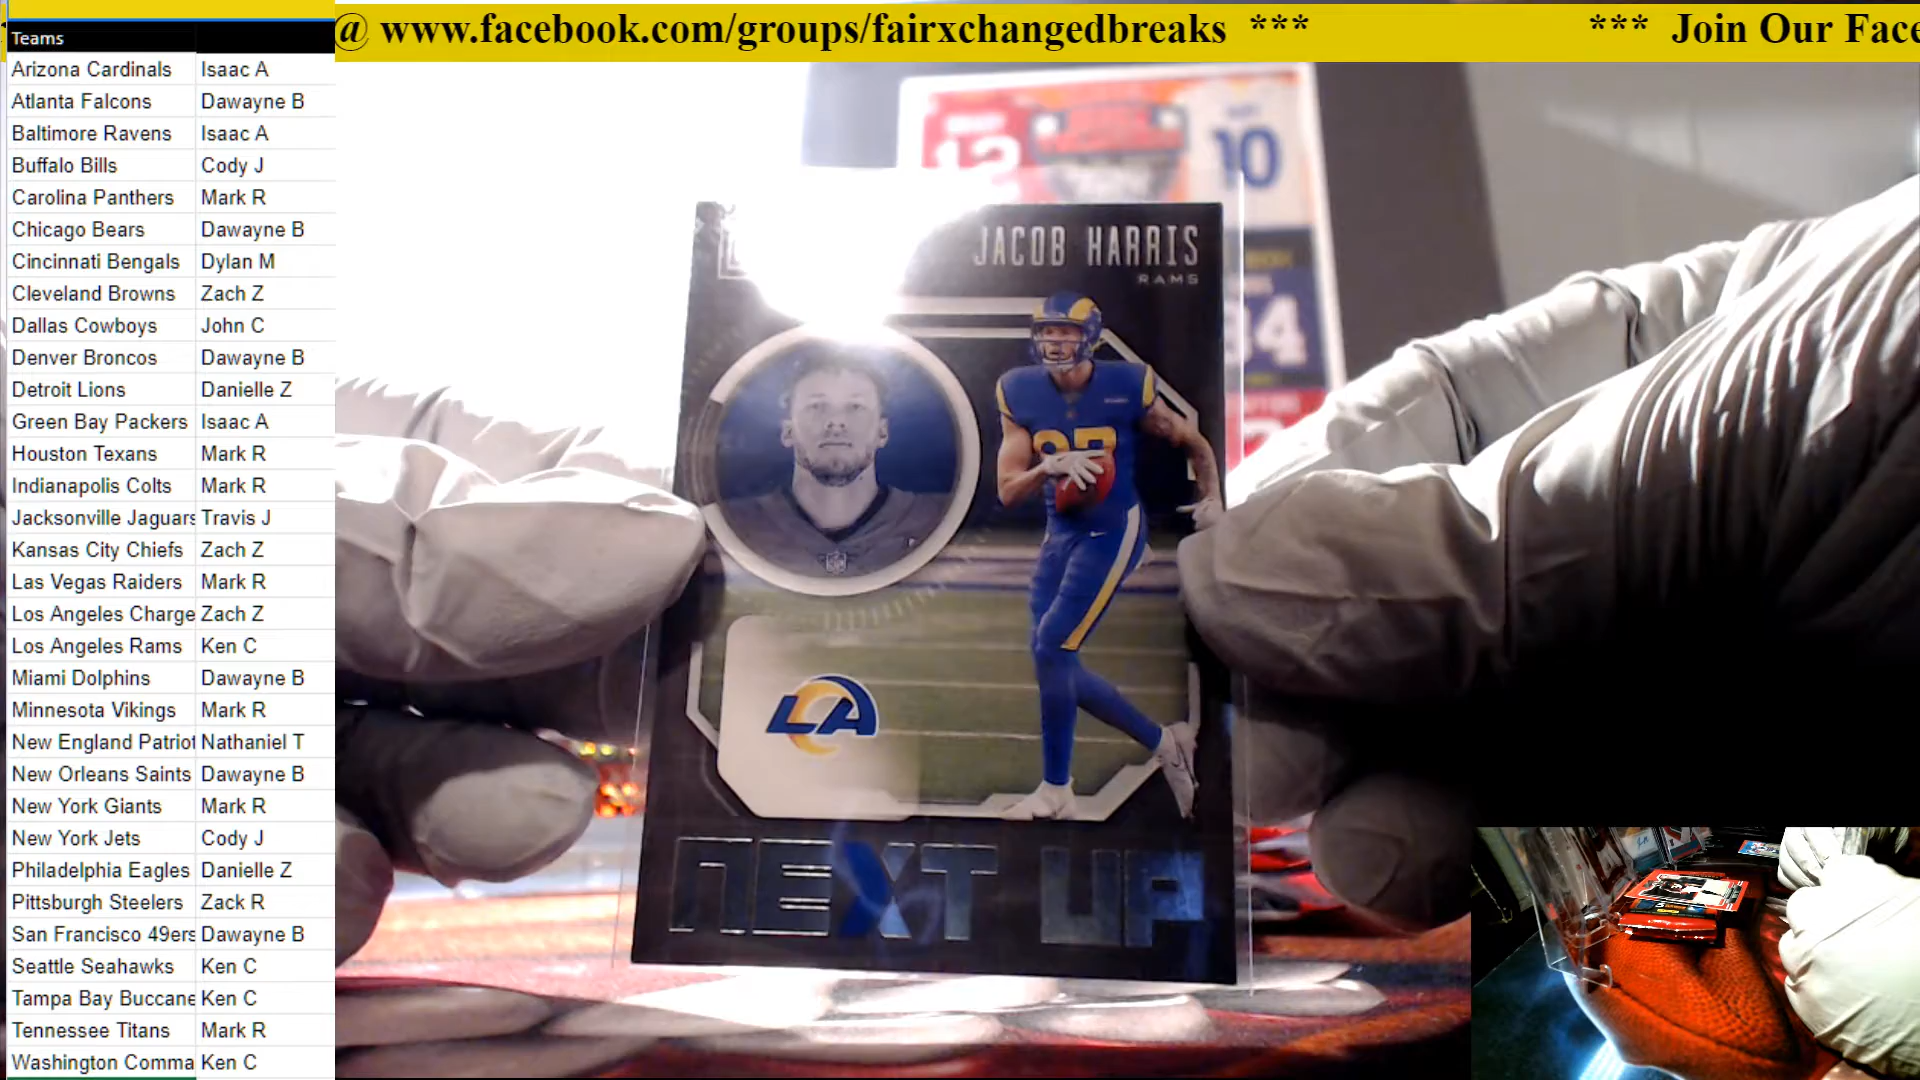 @ www.facebook.com/groups/fairxchangedbreaks *** *** Join Our Face
Teams
Arizona Cardinals Isaac A
Atlanta Falcons Dawayne B
Baltimore Ravens Isaac A
Buffalo Bills Cody J
Carolina Panthers Mark R
Chicago Bears Dawayne B
Cincinnati Bengals Dylan M
Cleveland Browns Zach Z
Dallas Cowboys John C
Denver Broncos Dawayne B
Detroit Lions Danielle Z
Green Bay Packers Isaac A
Houston Texans Mark R
Indianapolis Colts Mark R
Jacksonville Jaguars Travis J
Kansas City Chiefs Zach Z
Las Vegas Raiders Mark R
Los Angeles Charge Zach Z
Los Angeles Rams Ken C
Miami Dolphins Dawayne B
Minnesota Vikings Mark R
New England Patriot Nathaniel T
New Orleans Saints Dawayne B
New York Giants Mark R
New York Jets Cody J
Philadelphia Eagles Danielle Z
Pittsburgh Steelers Zack R
San Francisco 49ers Dawayne B
Seattle Seahawks Ken C
Tampa Bay Buccane Ken C
Tennessee Titans Mark R
Washington Comma Ken C
12
10
JACOB HARRIS
RAMS
87
LA
NEXT UP